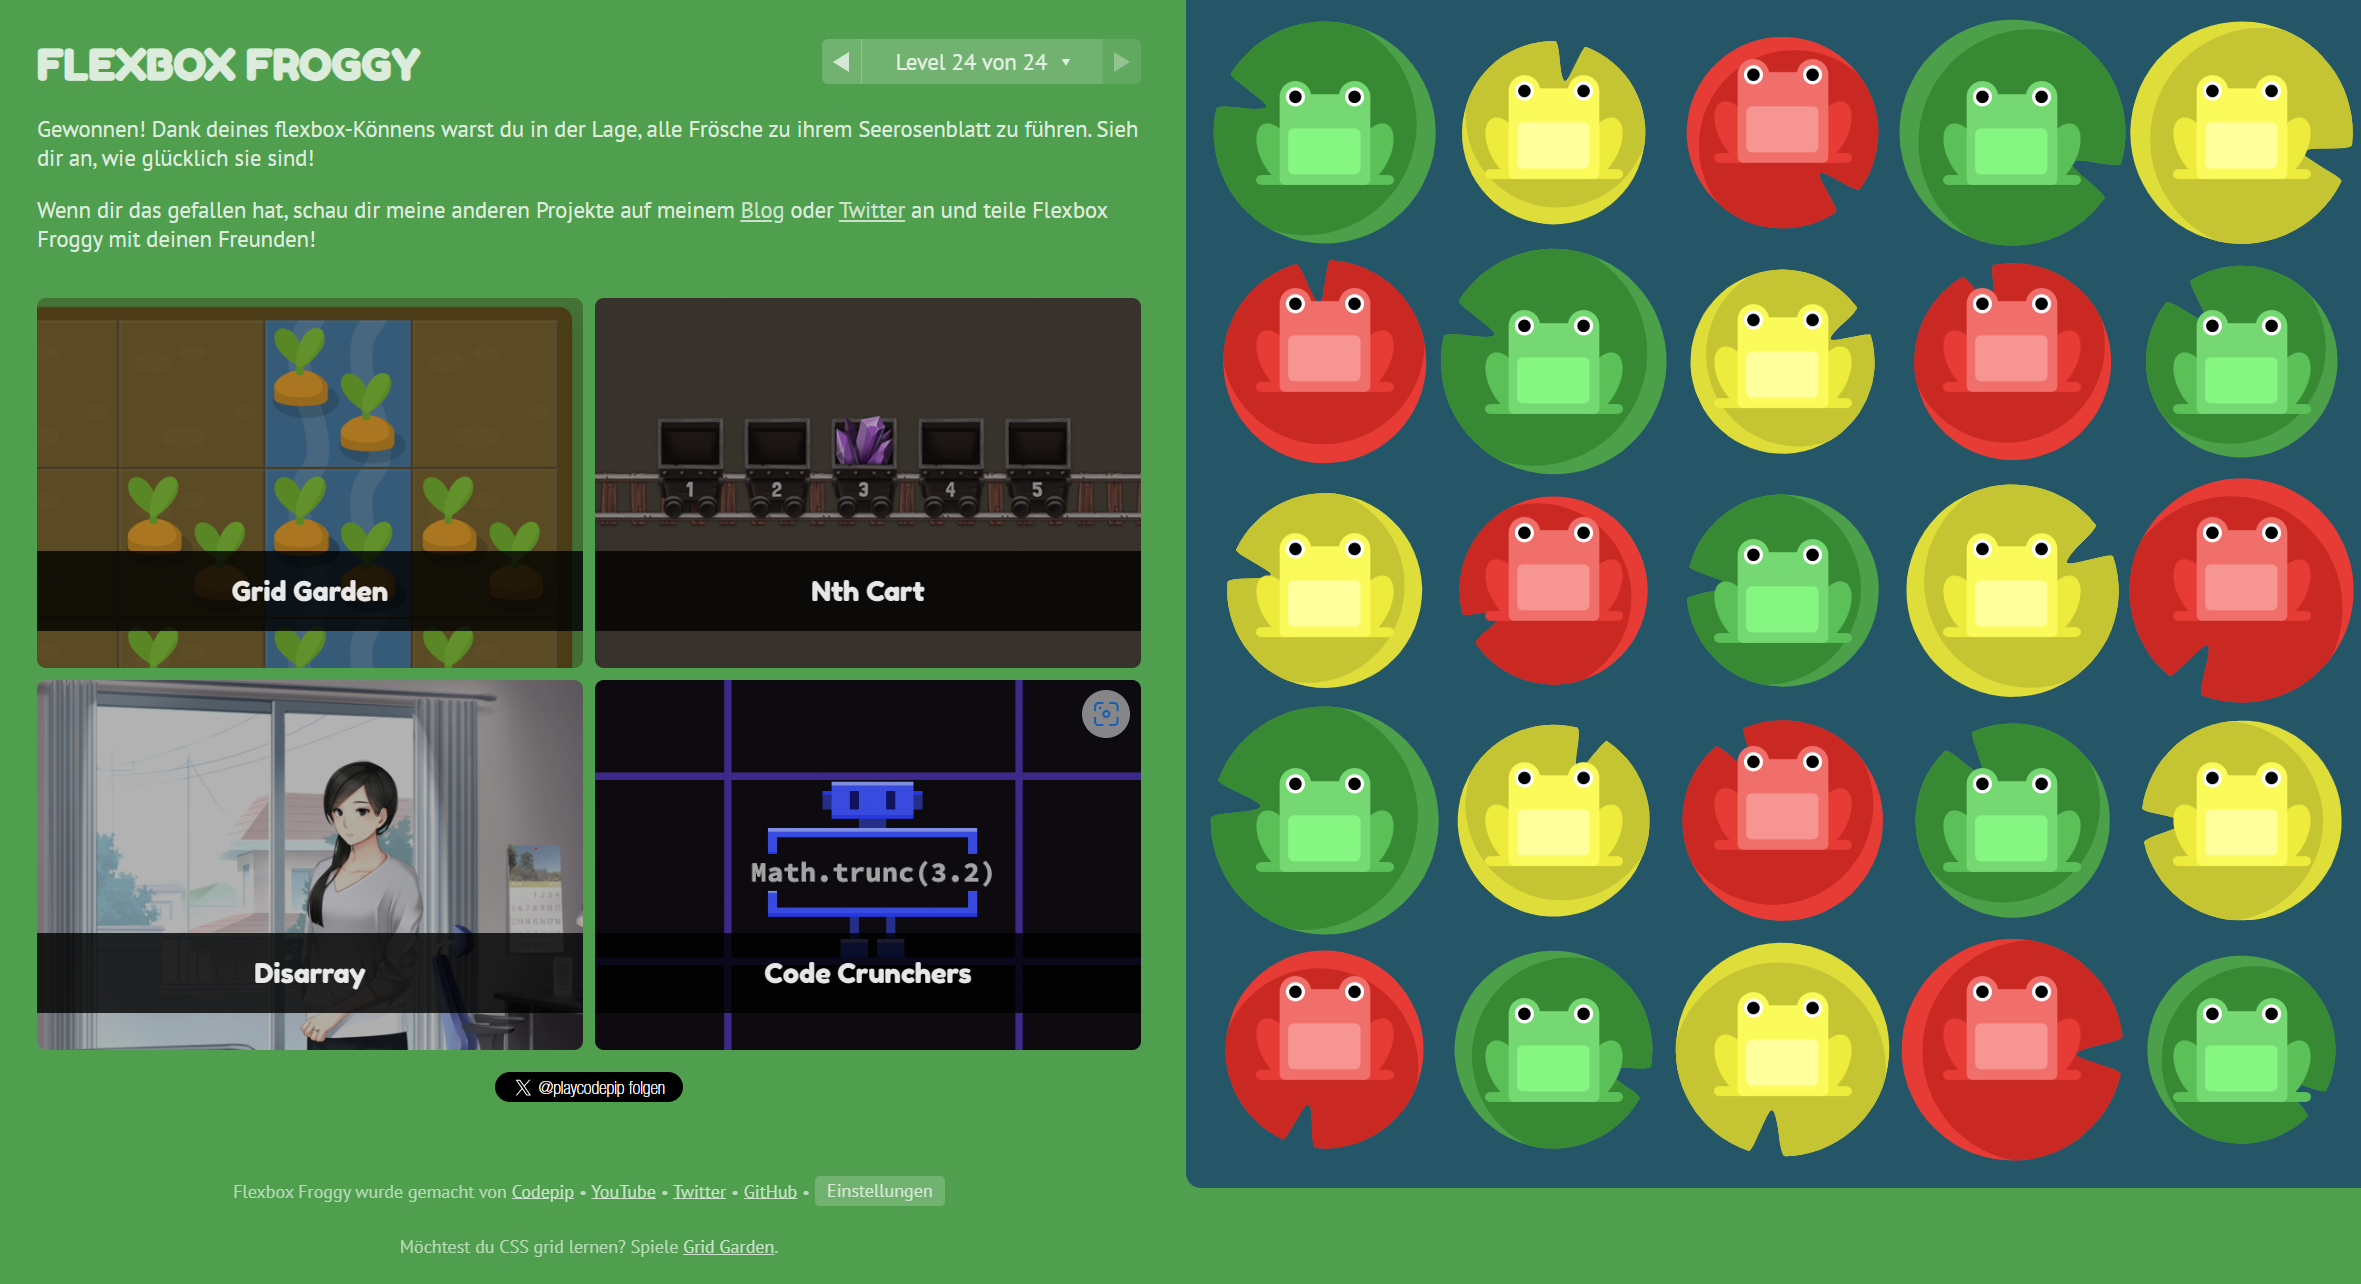 FLEXBOX FROGGY
Level 24 von 24
Gewonnen! Dank deines flexbox-Könnens warst du in der Lage, alle Frösche zu ihrem Seerosenblatt zu führen. Sieh
dir an, wie glücklich sie sind!
Wenn dir das gefallen hat, schau dir meine anderen Projekte auf meinem Blog oder Twitter an und teile Flexbox
Froggy mit deinen Freunden!
Grid Garden
1 2 3 4 5
Nth Cart
Disarray
Math.trunc(3.2)
Code Crunchers
@playcodepip folgen
Flexbox Froggy wurde gemacht von Codepip • YouTube • Twitter • GitHub • Einstellungen
Möchtest du CSS grid lernen? Spiele Grid Garden.